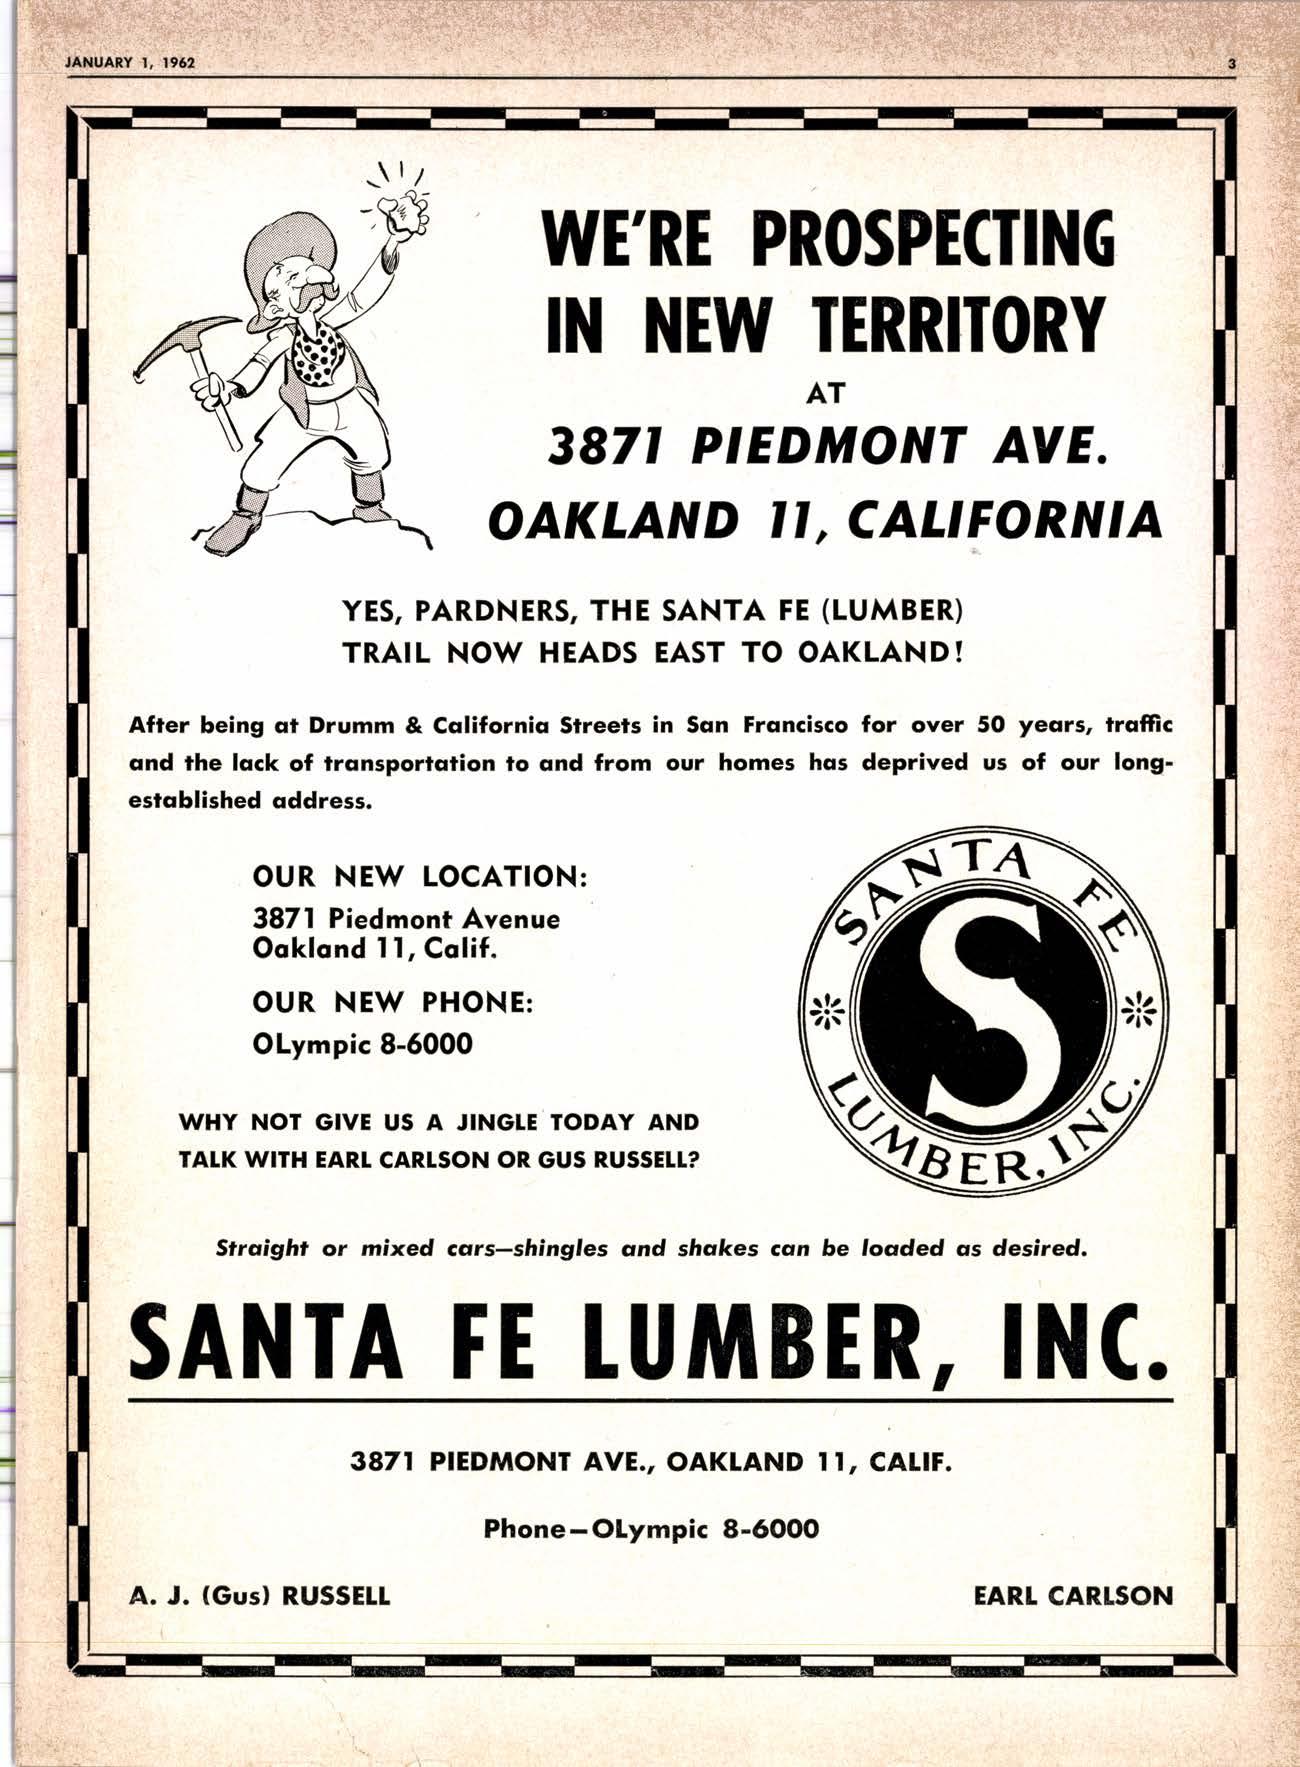 JANUARY 1, 1962 3
WE'RE PROSPECTING
IN NEW TERRITORY
AT
3871 PIEDMONT AVE.
OAKLAND 11, CALIFORNIA
YES, PARDNERS, THE SANTA FE (LUMBER)
TRAIL NOW HEADS EAST TO OAKLAND!
After being at Drumm & California Streets in San Francisco for over 50 years, traffic
and the lack of transportation to and from our homes has deprived us of our long-
established address.
OUR NEW LOCATION:
3871 Piedmont Avenue
Oakland 11, Calif.
OUR NEW PHONE:
OLympic 8-6000
WHY NOT GIVE US A JINGLE TODAY AND
TALK WITH EARL CARLSON OR GUS RUSSELL?
SANTA FE
S
LUMBER, INC.
Straight or mixed cars—shingles and shakes can be loaded as desired.
SANTA FE LUMBER, INC.
3871 PIEDMONT AVE., OAKLAND 11, CALIF.
Phone—OLympic 8-6000
A. J. (Gus) RUSSELL EARL CARLSON